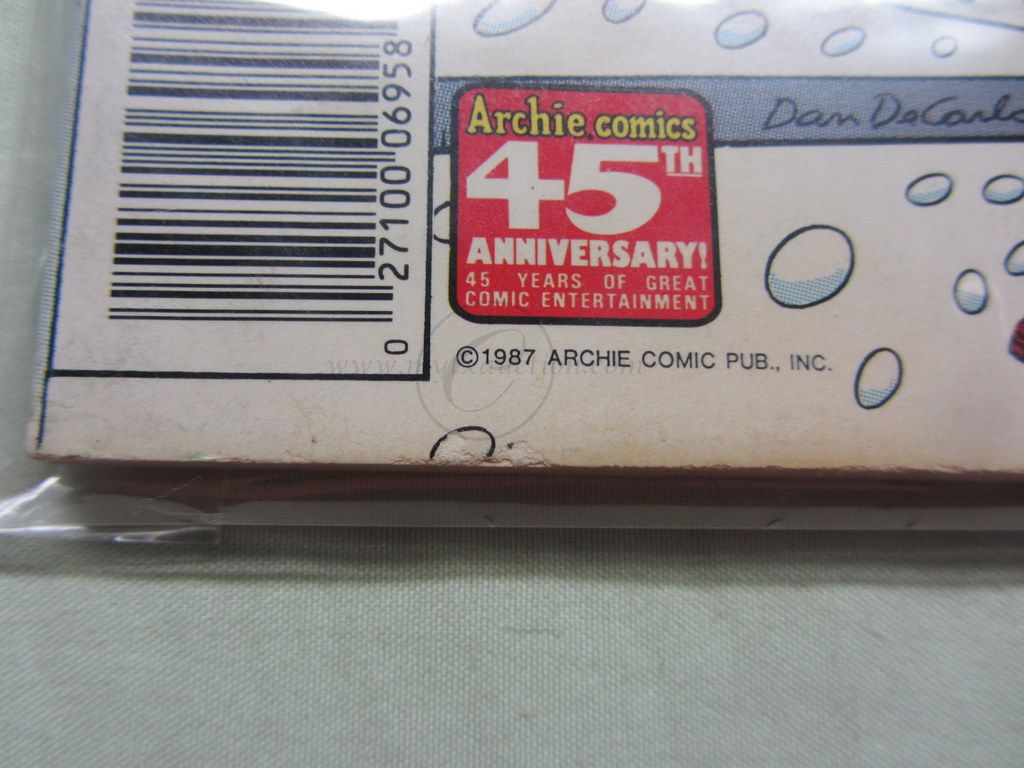 Dan DeCarlo
Archie comics
45TH
ANNIVERSARY!
45 YEARS OF GREAT
COMIC ENTERTAINMENT
©1987 ARCHIE COMIC PUB., INC.
0 27100 06958